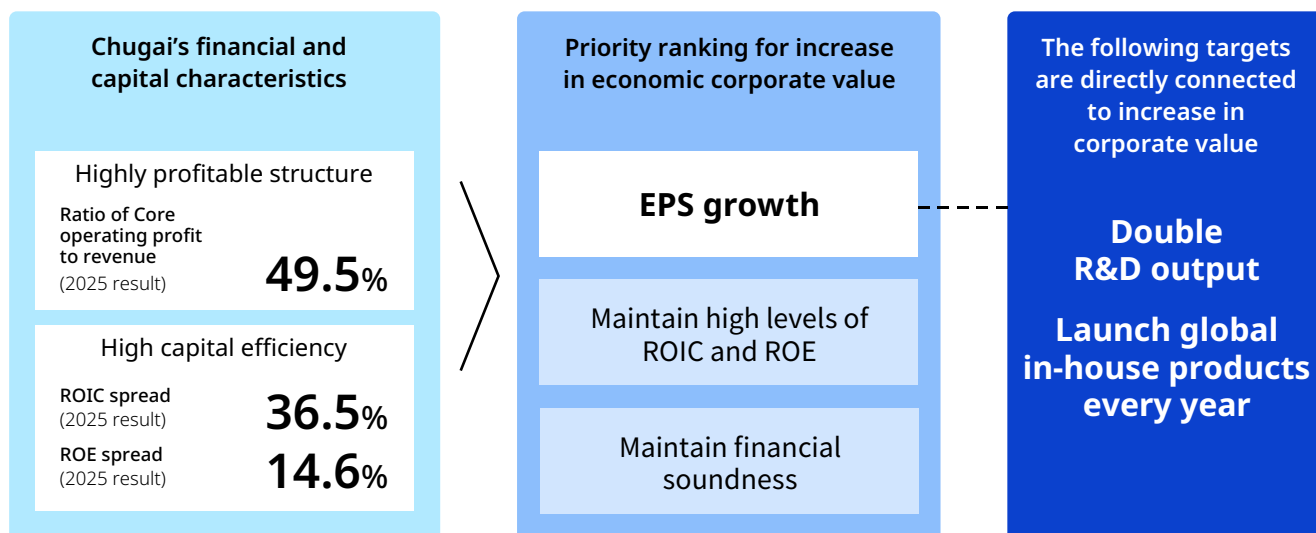 Chugai's financial and
capital characteristics
Highly profitable structure
Ratio of Core
operating profit
to revenue
(2025 result)
49.5%
High capital efficiency
ROIC spread
(2025 result)
36.5%
ROE spread
(2025 result)
14.6%
Priority ranking for increase
in economic corporate value
EPS growth
Maintain high levels of
ROIC and ROE
Maintain financial
soundness
The following targets
are directly connected
to increase in
corporate value
Double
R&D output
Launch global
in-house products
every year